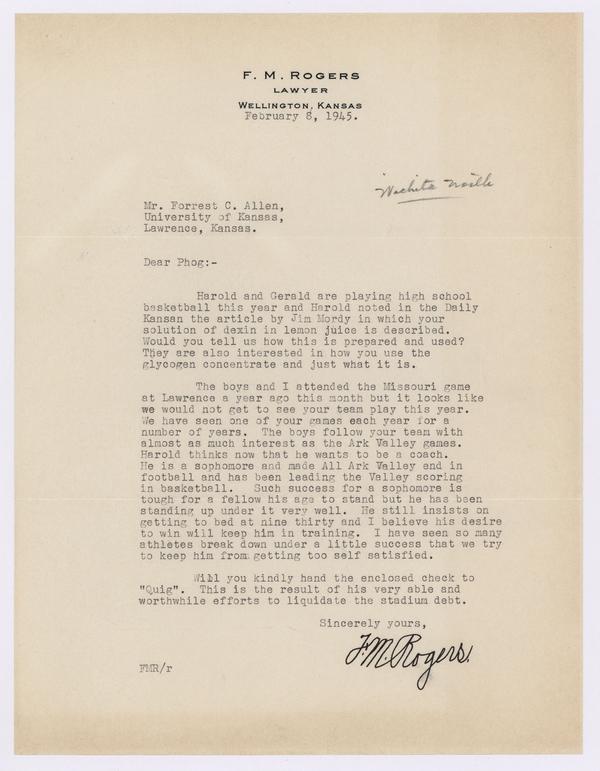 F. M. ROGERS
LAWYER
WELLINGTON, KANSAS
February 8, 1945.
Wichita
Mr. Forrest C. Allen,
University of Kansas,
Lawrence, Kansas.
Dear Phog:-
Harold and Gerald are playing high school
basketball this year and Harold noted in the Daily
Kansan the article by Jim Mordy in which your
solution of dexin in lemon juice is described.
Would you tell us how this is prepared and used?
They are also interested in how you use the
glycogen concentrate and just what it is.
The boys and I attended the Missouri game
at Lawrence a year ago this month but it looks like
we would not get to see your team play this year.
We have seen one of your games each year for a
number of years. The boys follow your team with
almost as much interest as the Ark Valley games.
Harold thinks now that he wants to be a coach.
He is a sophomore and made All Ark Valley end in
football and has been leading the Valley scoring
in basketball. Such success for a sophomore is
tough for a fellow his age to stand but he has been
standing up under it very well. He still insists on
getting to bed at nine thirty and I believe his desire
to win will keep him in training. I have seen so many
athletes break down under a little success that we try
to keep him from getting too self satisfied.
Will you kindly hand the enclosed check to
"Quig". This is the result of his very able and
worthwhile efforts to liquidate the stadium debt.
Sincerely yours,
F.M. Rogers.
FMR/r